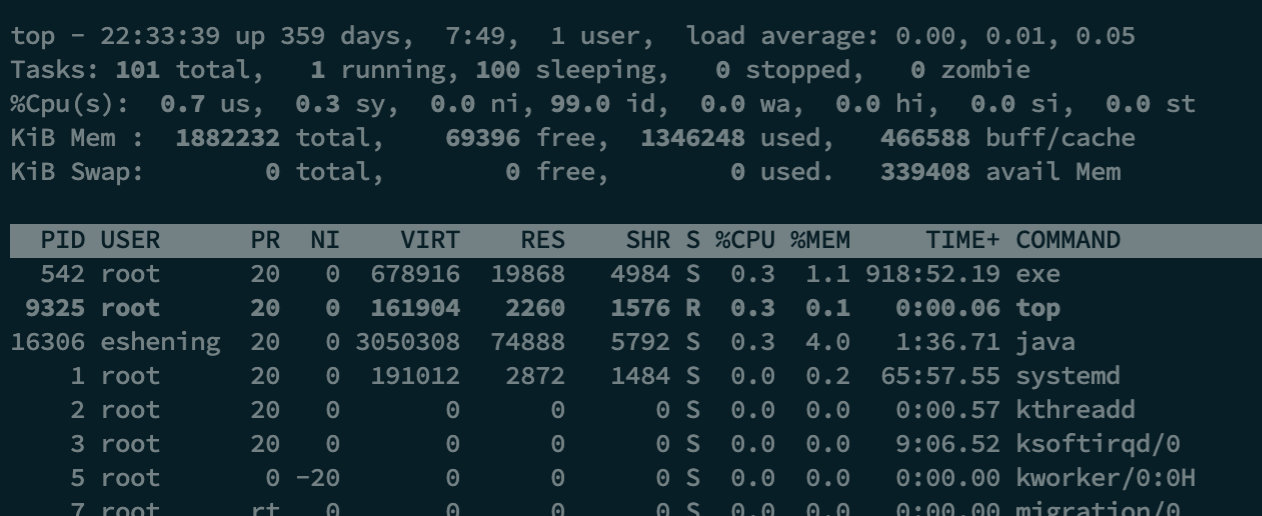 top - 22:33:39 up 359 days,  7:49,  1 user,  load average: 0.00, 0.01, 0.05
Tasks: 101 total,   1 running, 100 sleeping,   0 stopped,   0 zombie
%Cpu(s):  0.7 us,  0.3 sy,  0.0 ni, 99.0 id,  0.0 wa,  0.0 hi,  0.0 si,  0.0 st
KiB Mem :  1882232 total,    69396 free,  1346248 used,   466588 buff/cache
KiB Swap:        0 total,        0 free,        0 used.   339408 avail Mem
  PID USER      PR  NI    VIRT    RES    SHR S %CPU %MEM     TIME+ COMMAND
  542 root      20   0  678916  19868   4984 S  0.3  1.1 918:52.19 exe
 9325 root      20   0  161904   2260   1576 R  0.3  0.1   0:00.06 top
16306 eshening  20   0 3050308  74888   5792 S  0.3  4.0   1:36.71 java
    1 root      20   0  191012   2872   1484 S  0.0  0.2  65:57.55 systemd
    2 root      20   0       0      0      0 S  0.0  0.0   0:00.57 kthreadd
    3 root      20   0       0      0      0 S  0.0  0.0   9:06.52 ksoftirqd/0
    5 root       0 -20       0      0      0 S  0.0  0.0   0:00.00 kworker/0:0H
    7 root      rt   0       0      0      0 S  0.0  0.0   0:00.00 migration/0